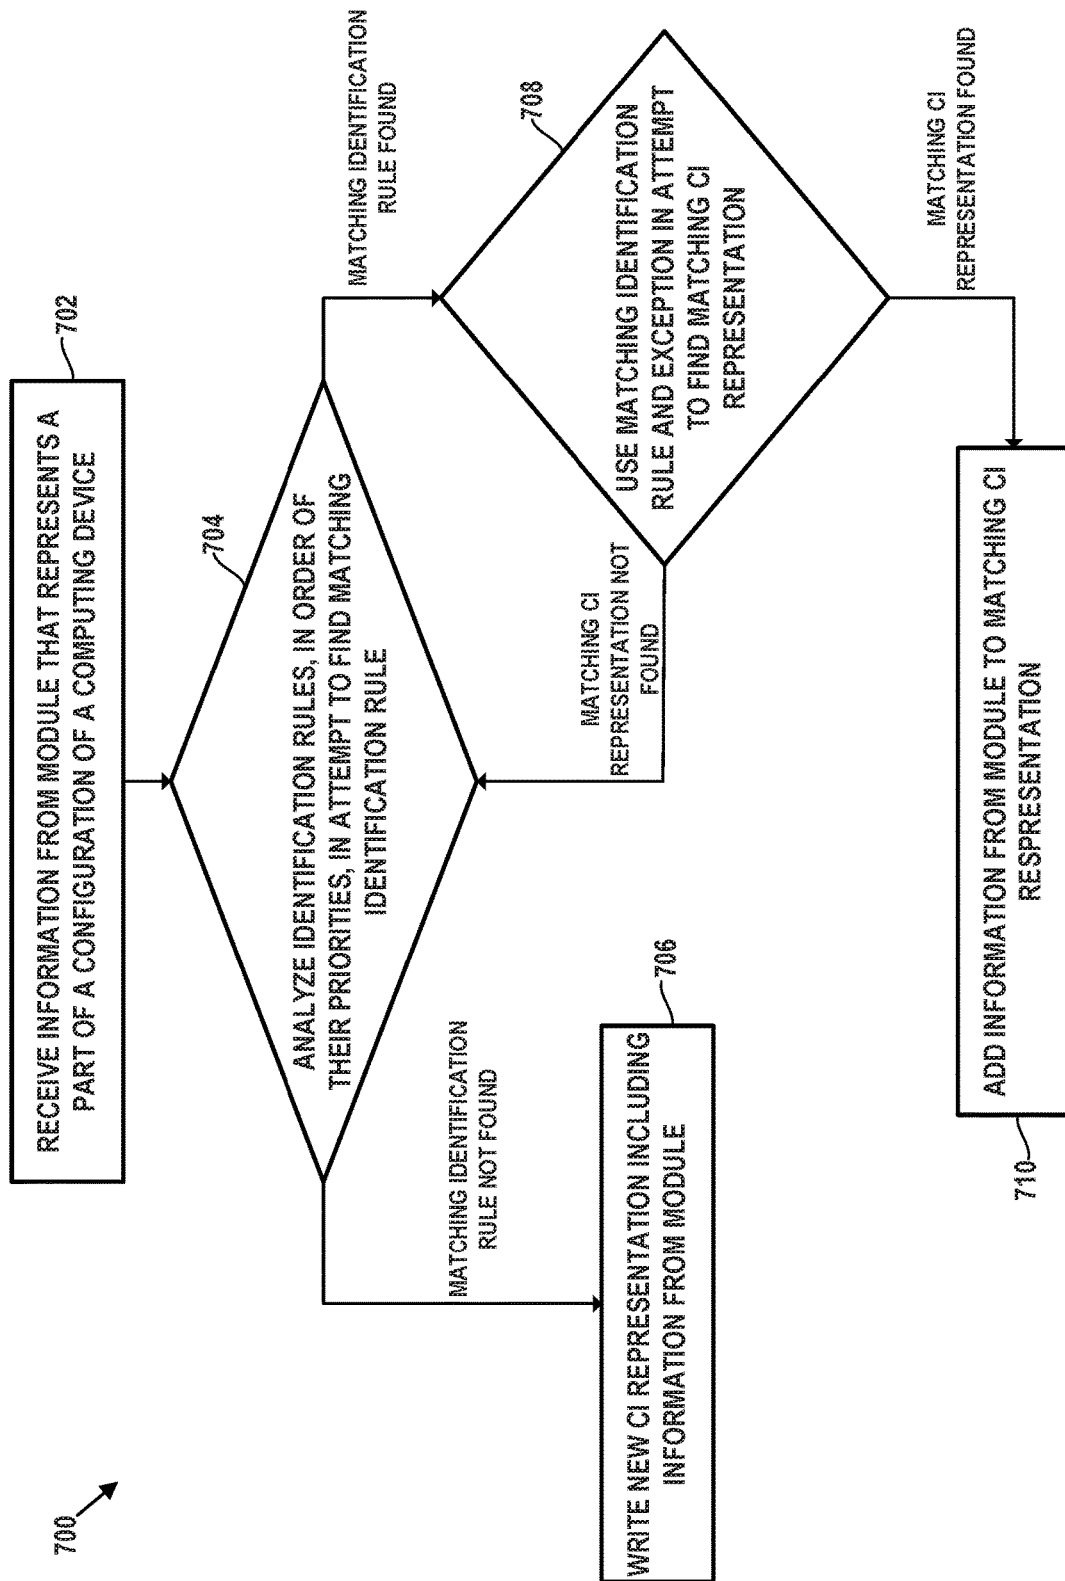 700
702
RECEIVE INFORMATION FROM MODULE THAT REPRESENTS A
PART OF A CONFIGURATION OF A COMPUTING DEVICE
704
ANALYZE IDENTIFICATION RULES, IN ORDER OF
THEIR PRIORITIES, IN ATTEMPT TO FIND MATCHING
IDENTIFICATION RULE
MATCHING IDENTIFICATION
RULE NOT FOUND
MATCHING IDENTIFICATION
RULE FOUND
706
WRITE NEW CI REPRESENTATION INCLUDING
INFORMATION FROM MODULE
708
USE MATCHING IDENTIFICATION
RULE AND EXCEPTION IN ATTEMPT
TO FIND MATCHING CI
REPRESENTATION
MATCHING CI
REPRESENTATION NOT
FOUND
MATCHING CI
REPRESENTATION FOUND
710
ADD INFORMATION FROM MODULE TO MATCHING CI
RESPRESENTATION